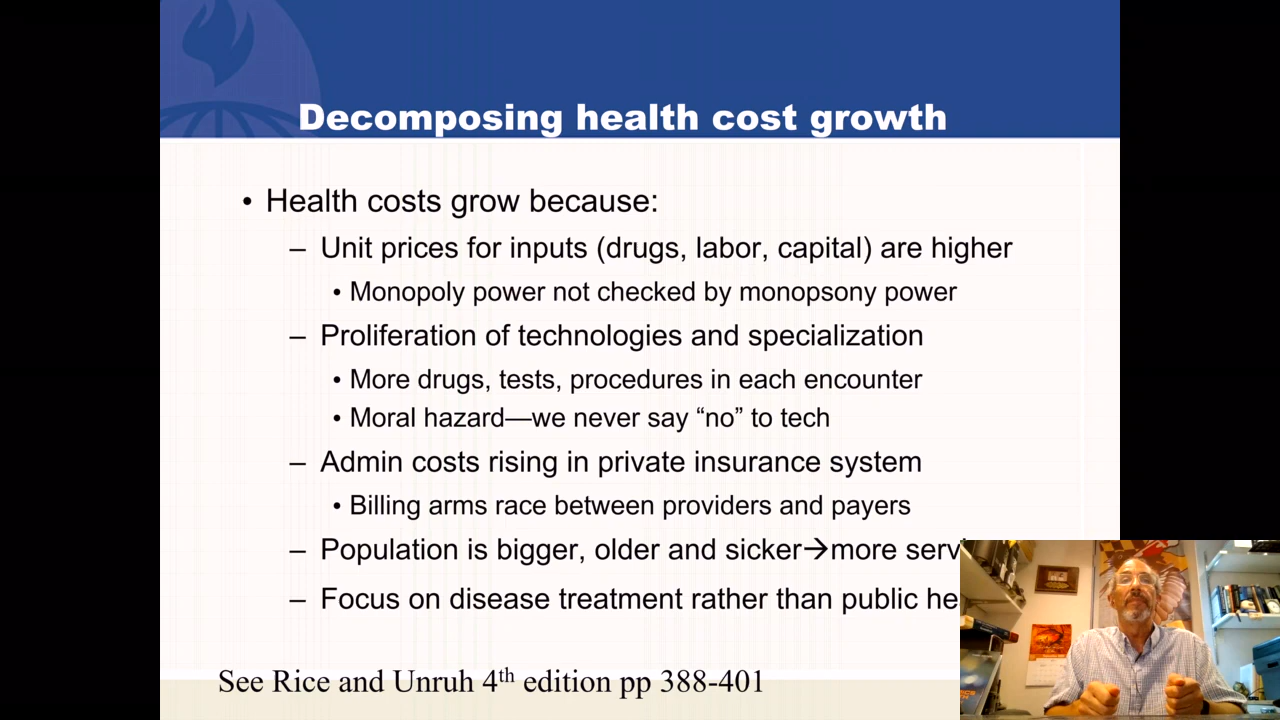 Decomposing health cost growth
• Health costs grow because:
– Unit prices for inputs (drugs, labor, capital) are higher
• Monopoly power not checked by monopsony power
– Proliferation of technologies and specialization
• More drugs, tests, procedures in each encounter
• Moral hazard—we never say “no” to tech
– Admin costs rising in private insurance system
• Billing arms race between providers and payers
– Population is bigger, older and sicker→more serv
– Focus on disease treatment rather than public he
See Rice and Unruh 4th edition pp 388-401